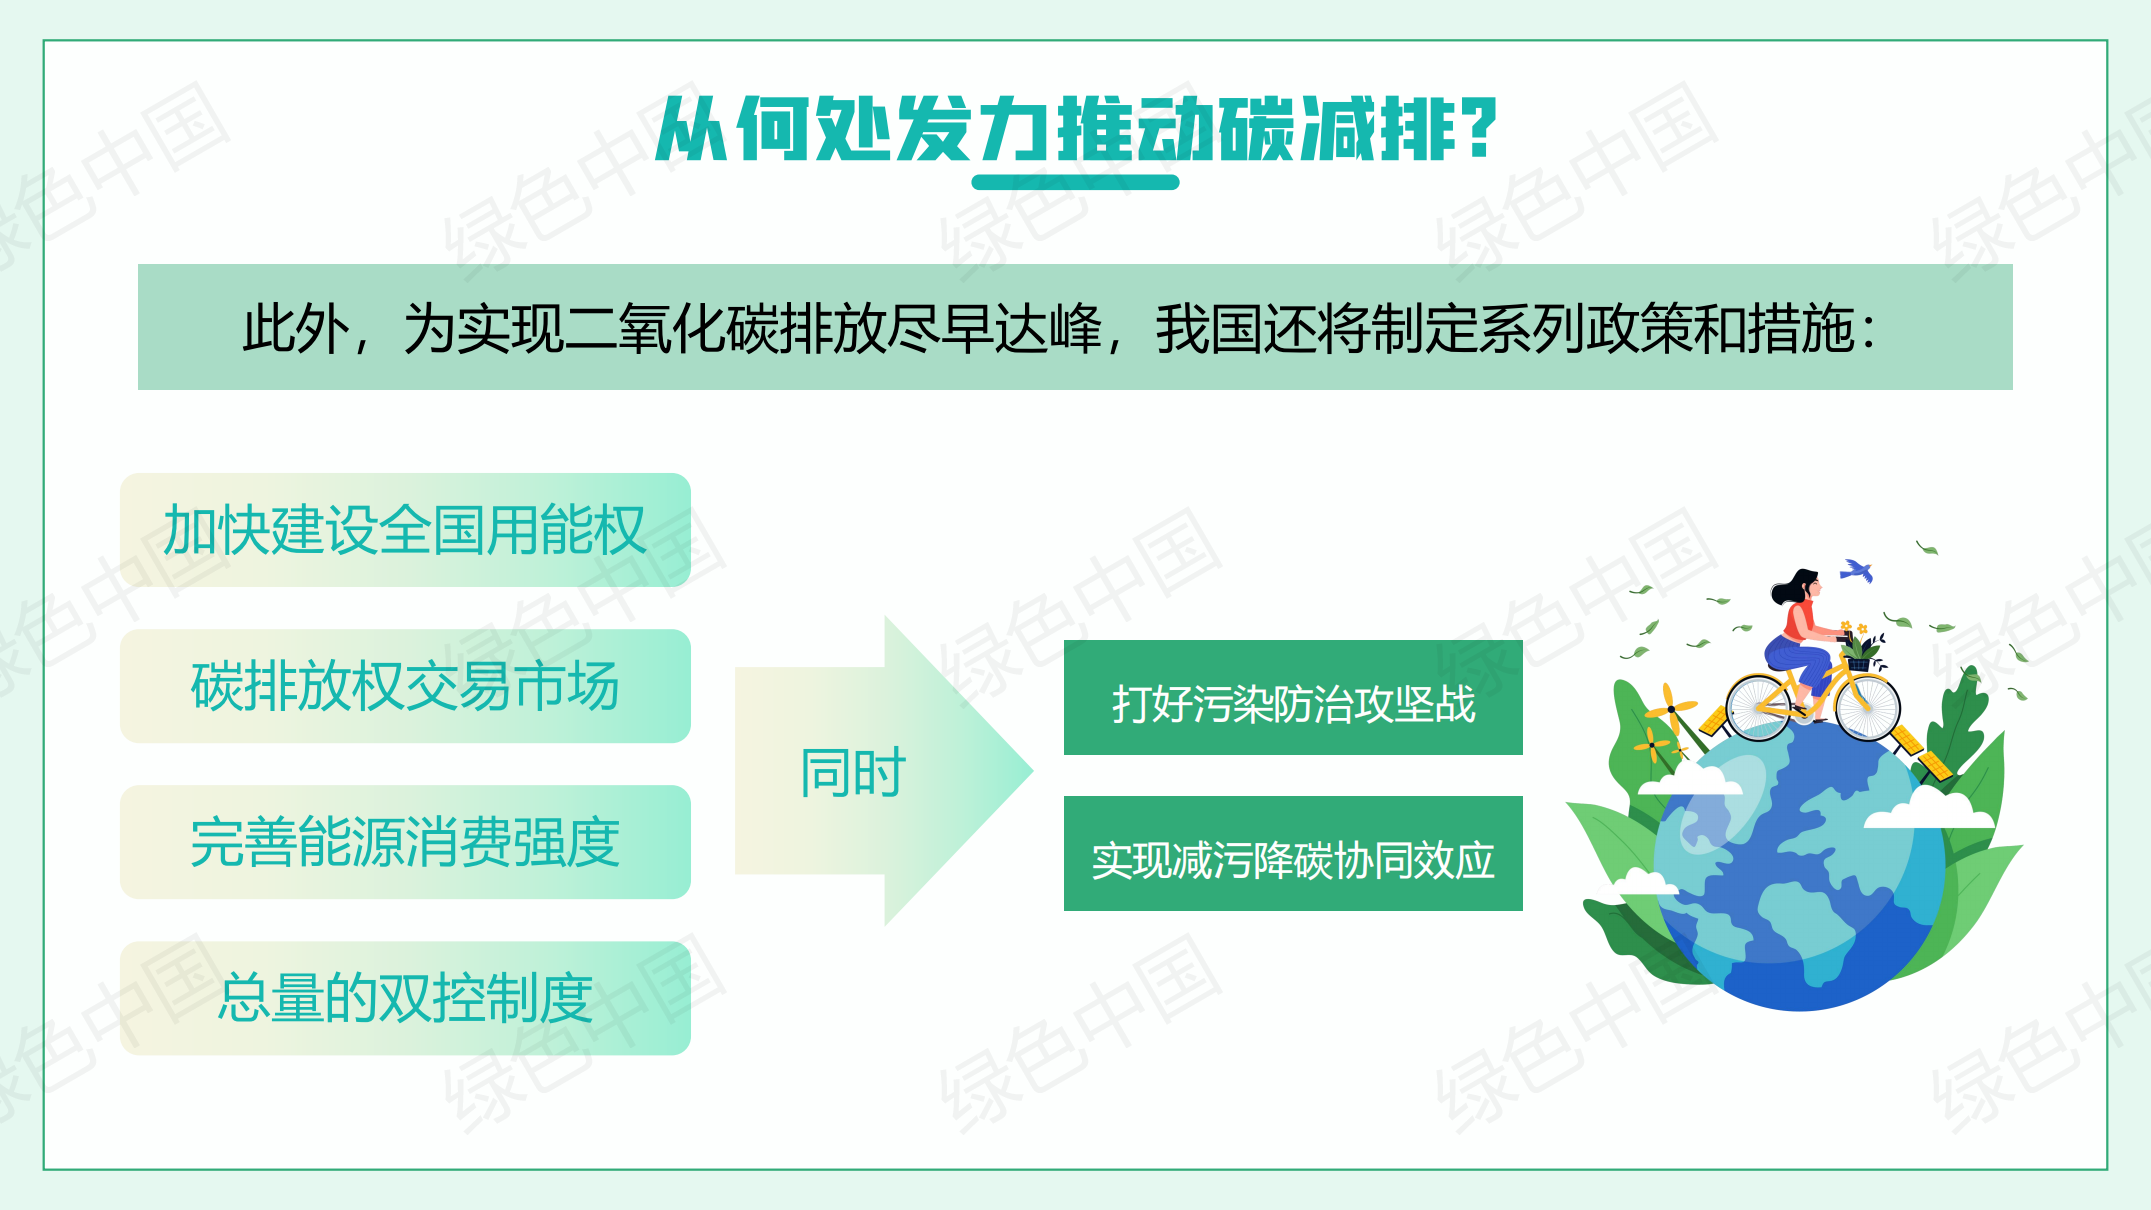 从何处发力推动碳减排?
此外，为实现二氧化碳排放尽早达峰，我国还将制定系列政策和措施：
加快建设全国用能权
碳排放权交易市场
完善能源消费强度
总量的双控制度
同时
打好污染防治攻坚战
实现减污降碳协同效应
绿色中国